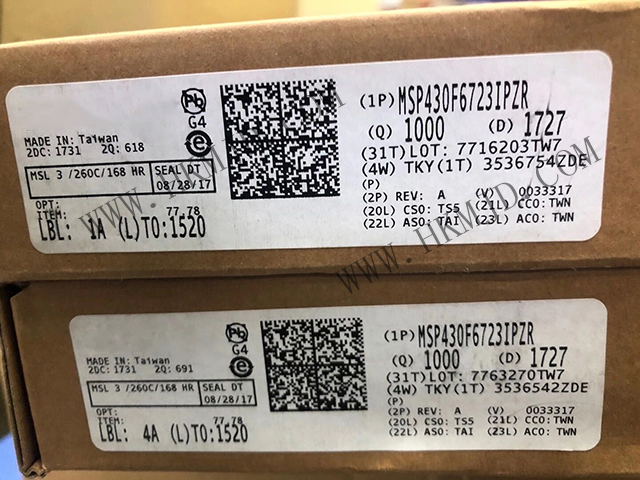 Pb
G4
e
MADE IN: Taiwan
2DC: 1731 2Q: 618
MSL 3 /260C/168 HR SEAL DT
08/28/17
OPT:
ITEM: 77.78
LBL: 1A (L)TO:1520
(1P) MSP430F6723IPZR
(Q) 1000 (D) 1727
(31T)LOT: 7716203TW7
(4W) TKY(1T) 3536754ZDE
(P)
(2P) REV: A (V) 0033317
(20L) CSO: TS5 (21L) CCO:TWN
(22L) ASO: TAI (23L) ACO: TWN
WWW.HKMJD.COM
Pb
G4
e
MADE IN: Taiwan
2DC: 1731 2Q: 691
MSL 3 /260C/168 HR SEAL DT
08/28/17
OPT:
ITEM: 77.78
LBL: 4A (L)TO:1520
(1P) MSP430F6723IPZR
(Q) 1000 (D) 1727
(31T)LOT: 7763270TW7
(4W) TKY(1T) 3536542ZDE
(P)
(2P) REV: A (V) 0033317
(20L) CSO: TS5 (21L) CCO:TWN
(22L) ASO: TAI (23L) ACO: TWN